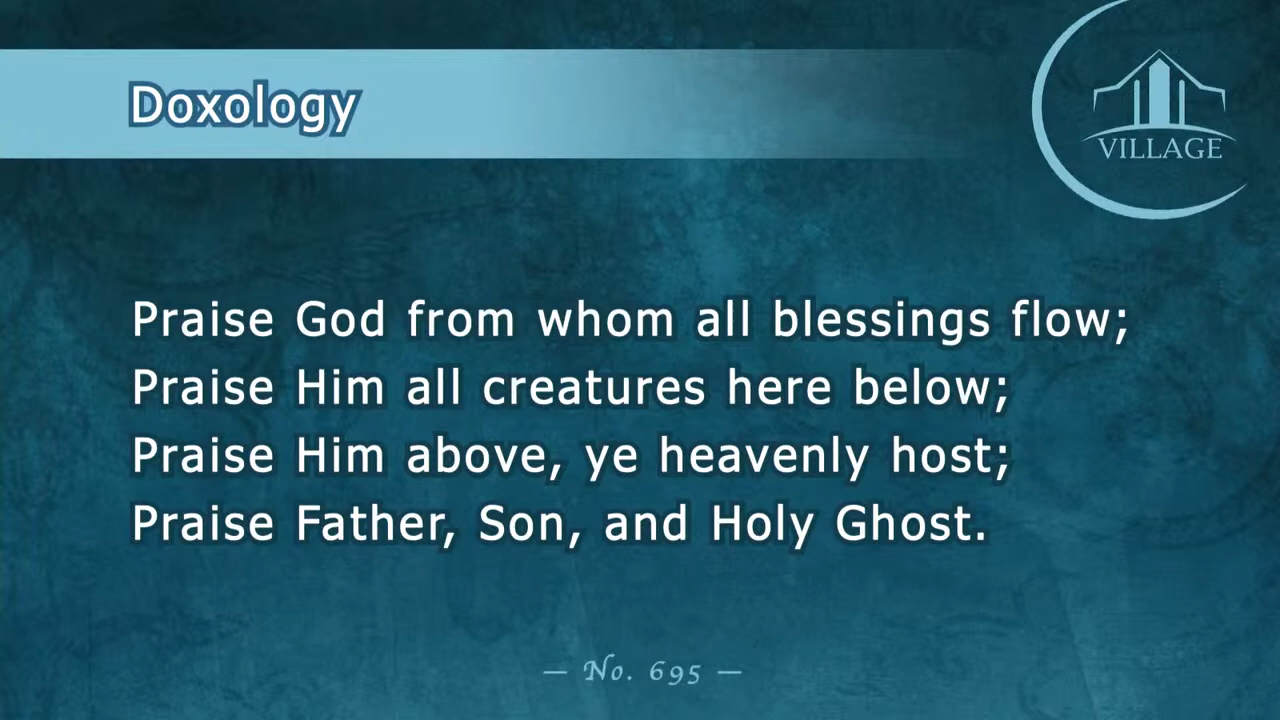 Doxology
VILLAGE
Praise God from whom all blessings flow;
Praise Him all creatures here below;
Praise Him above, ye heavenly host;
Praise Father, Son, and Holy Ghost.
— No. 695 —